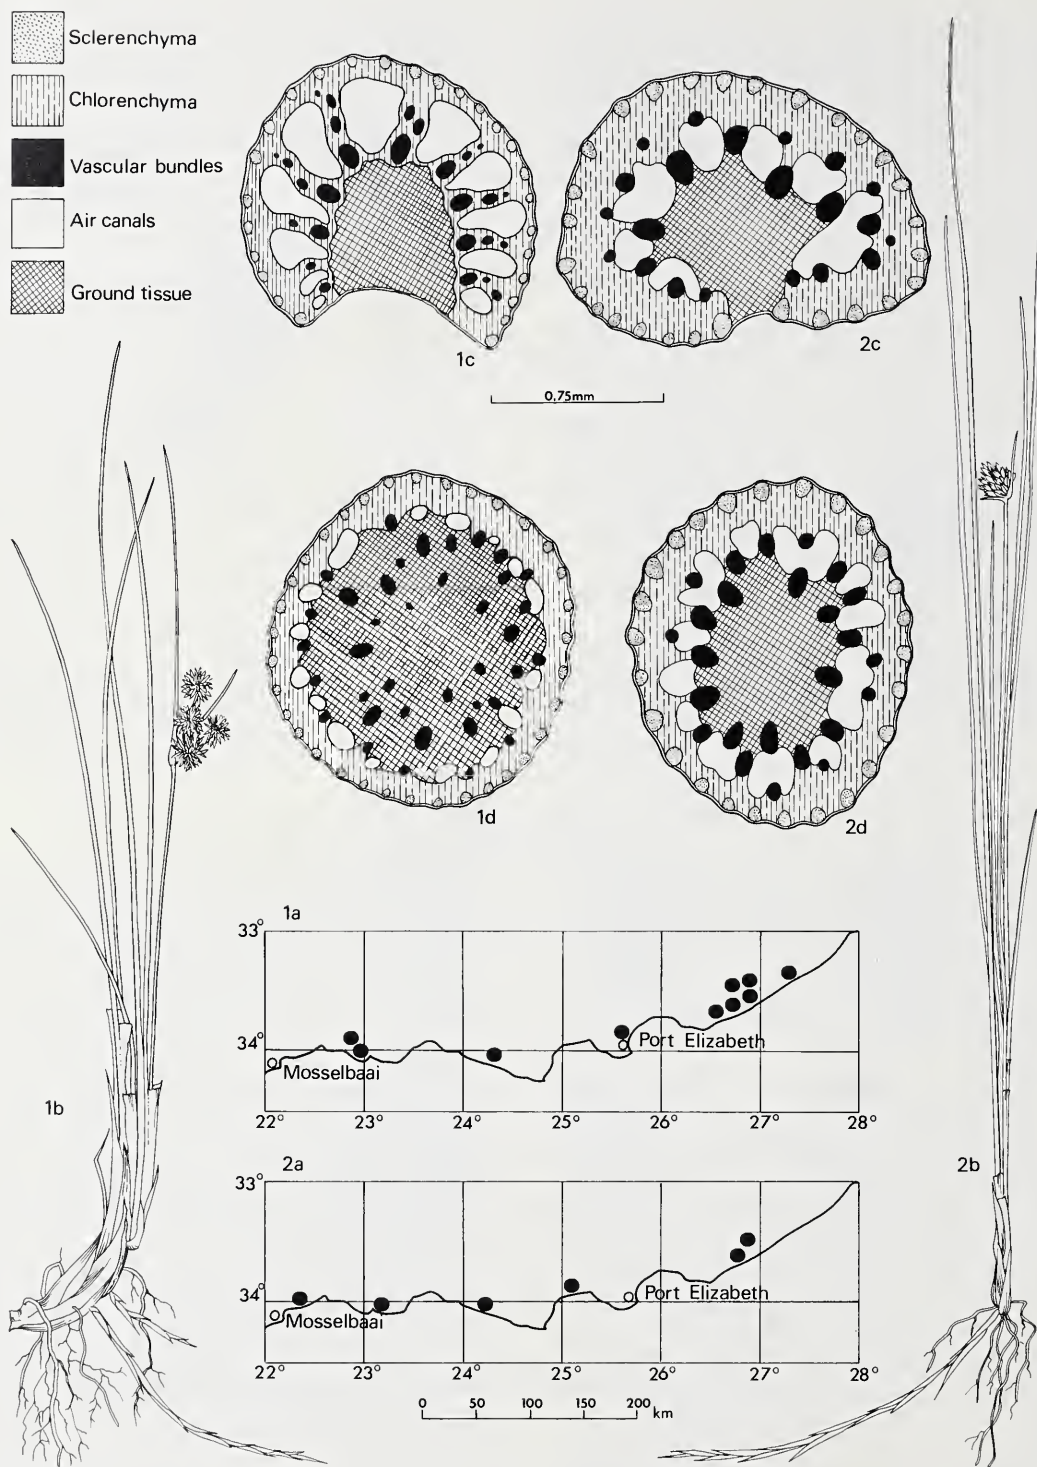 Sclerenchyma
Chlorenchyma
Vascular bundles
Air canals
Ground tissue
1c
2c
0,75mm
1d
2d
1a
33°
34°
Port Elizabeth
Mosselbaai
22° 23° 24° 25° 26° 27° 28°
1b
2a
2b
33°
34°
Port Elizabeth
Mosselbaai
22° 23° 24° 25° 26° 27° 28°
0 50 100 150 200 km